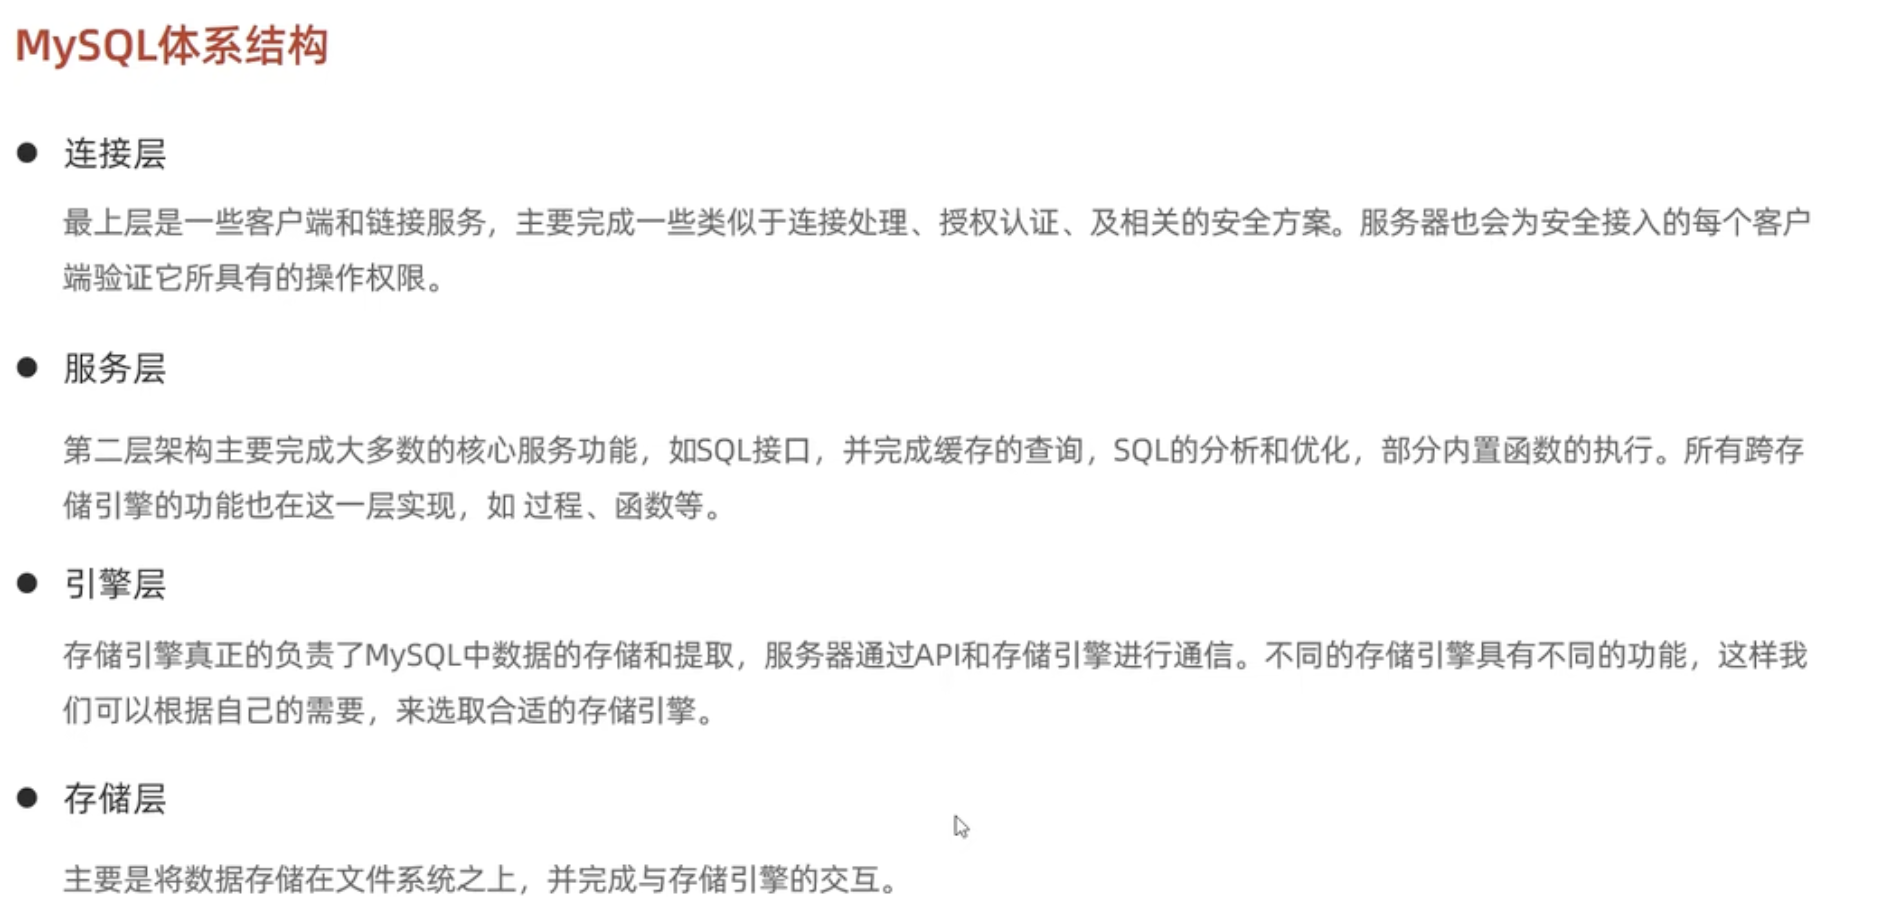 MySQL体系结构
● 连接层
最上层是一些客户端和链接服务，主要完成一些类似于连接处理、授权认证、及相关的安全方案。服务器也会为安全接入的每个客户
端验证它所具有的操作权限。
● 服务层
第二层架构主要完成大多数的核心服务功能，如SQL接口，并完成缓存的查询，SQL的分析和优化，部分内置函数的执行。所有跨存
储引擎的功能也在这一层实现，如 过程、函数等。
● 引擎层
存储引擎真正的负责了MySQL中数据的存储和提取，服务器通过API和存储引擎进行通信。不同的存储引擎具有不同的功能，这样我
们可以根据自己的需要，来选取合适的存储引擎。
● 存储层
主要是将数据存储在文件系统之上，并完成与存储引擎的交互。